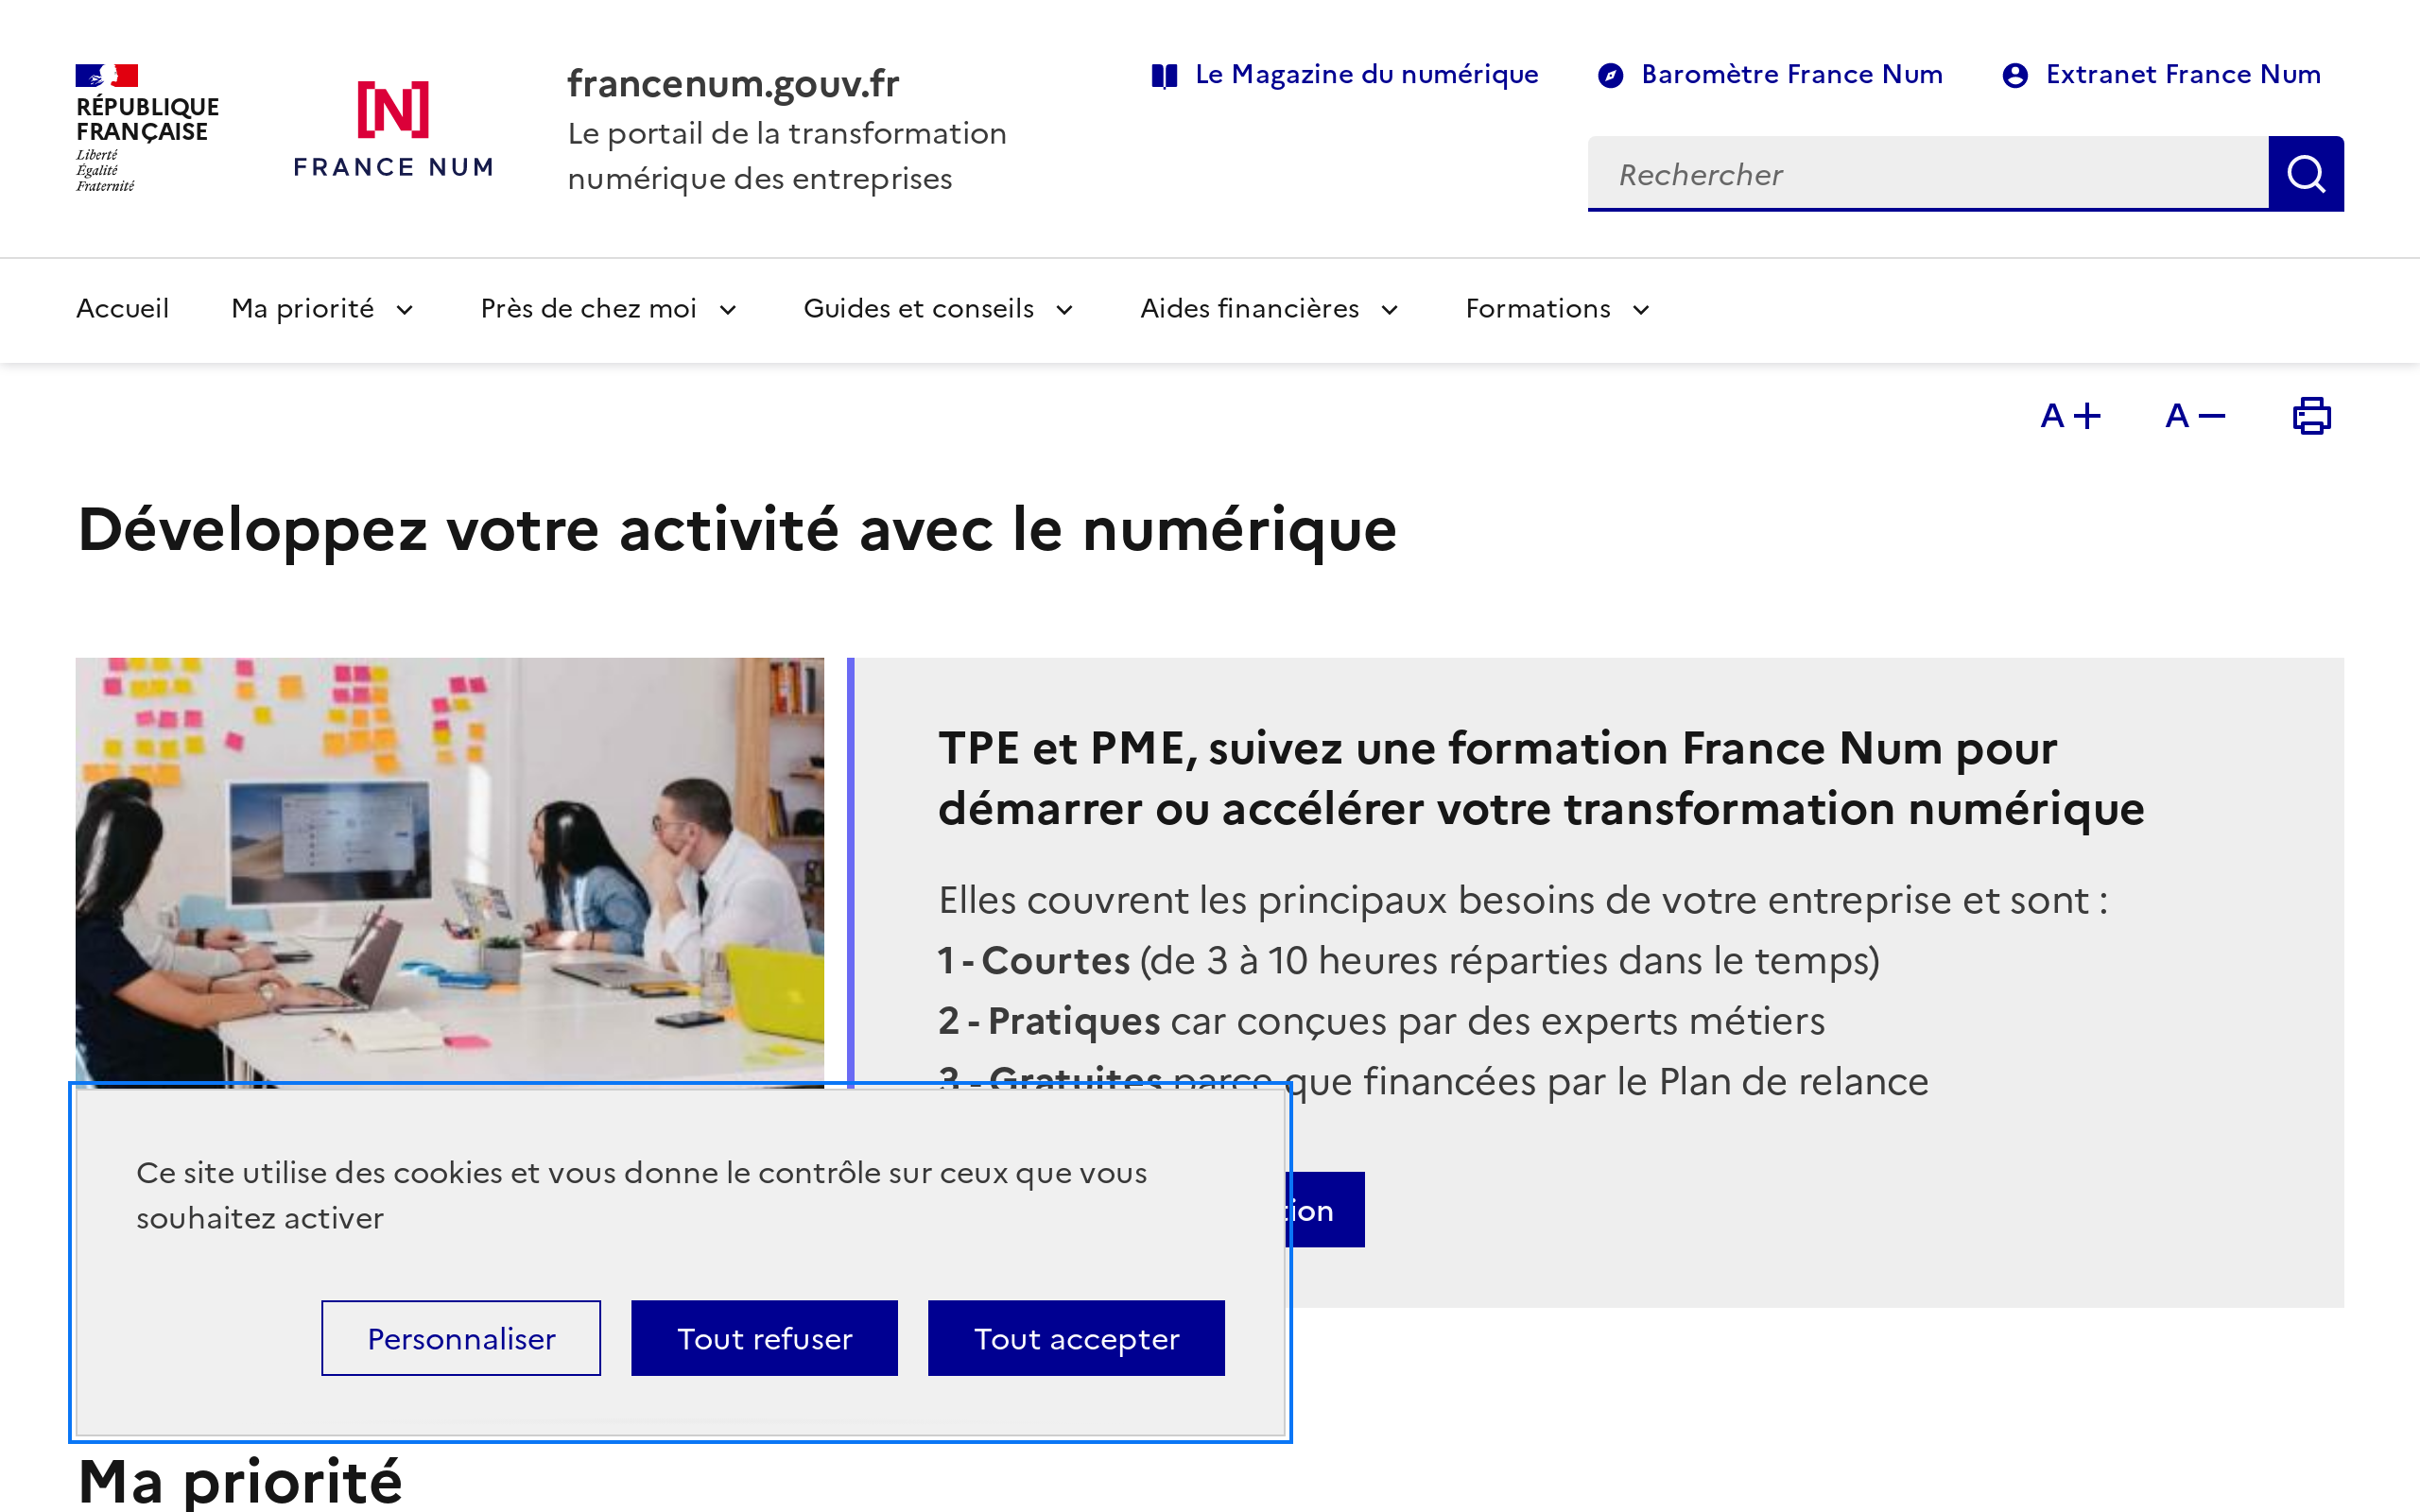 RÉPUBLIQUE
FRANÇAISE
Liberté
Égalité
Fraternité
[N]
FRANCE NUM
francenum.gouv.fr
Le portail de la transformation
numérique des entreprises
Le Magazine du numérique
Baromètre France Num
Extranet France Num
Rechercher
Accueil
Ma priorité
Près de chez moi
Guides et conseils
Aides financières
Formations
A+
A−
Développez votre activité avec le numérique
TPE et PME, suivez une formation France Num pour
démarrer ou accélérer votre transformation numérique
Elles couvrent les principaux besoins de votre entreprise et sont :
1 - Courtes (de 3 à 10 heures réparties dans le temps)
2 - Pratiques car conçues par des experts métiers
3 - Gratuites parce que financées par le Plan de relance
tion
Ce site utilise des cookies et vous donne le contrôle sur ceux que vous
souhaitez activer
Personnaliser
Tout refuser
Tout accepter
Ma priorité